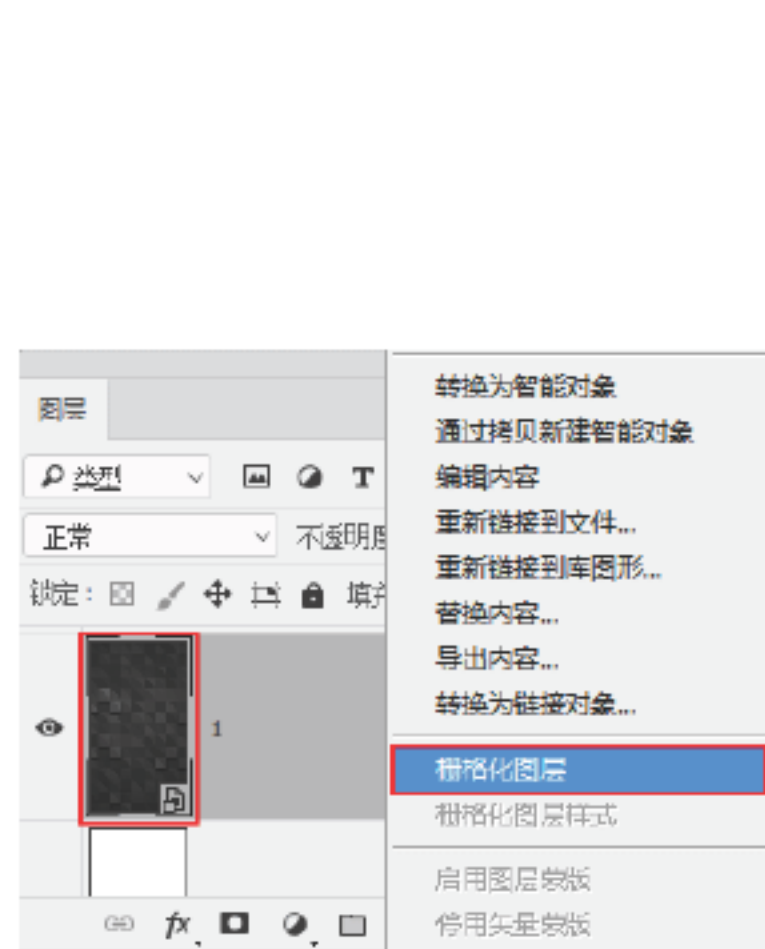 图层
类型
T
正常
不透明度
锁定：
填充
1
fx
转换为智能对象
通过拷贝新建智能对象
编辑内容
重新链接到文件...
重新链接到库图形...
替换内容...
导出内容...
转换为链接对象...
栅格化图层
栅格化图层样式
启用图层蒙版
停用矢量蒙版